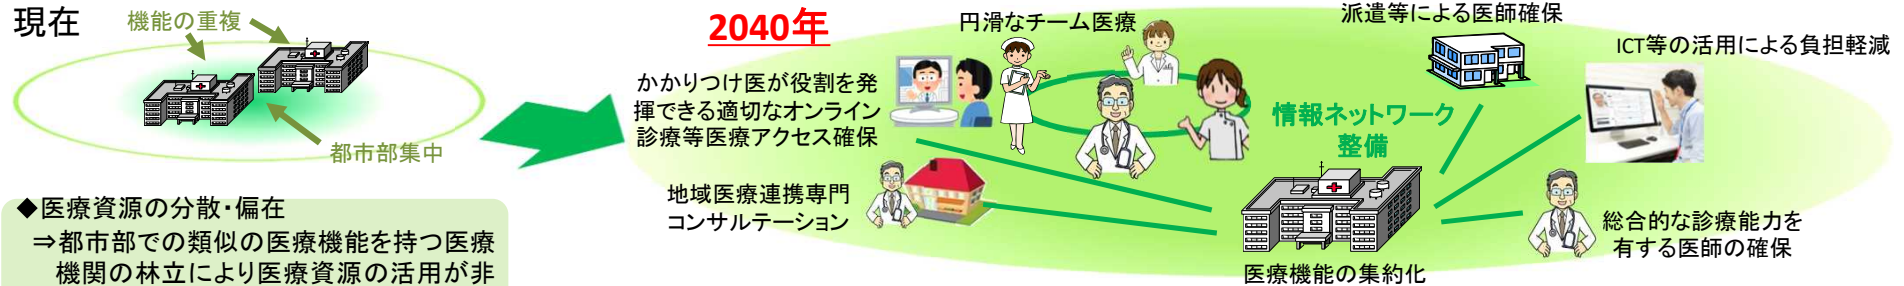 現在
機能の重複
都市部集中
◆医療資源の分散・偏在
⇒都市部での類似の医療機能を持つ医療
機関の林立により医療資源の活用が非
2040年
円滑なチーム医療
派遣等による医師確保
ICT等の活用による負担軽減
かかりつけ医が役割を発
揮できる適切なオンライン
診療等医療アクセス確保
情報ネットワーク
整備
地域医療連携専門
コンサルテーション
総合的な診療能力を
有する医師の確保
医療機能の集約化